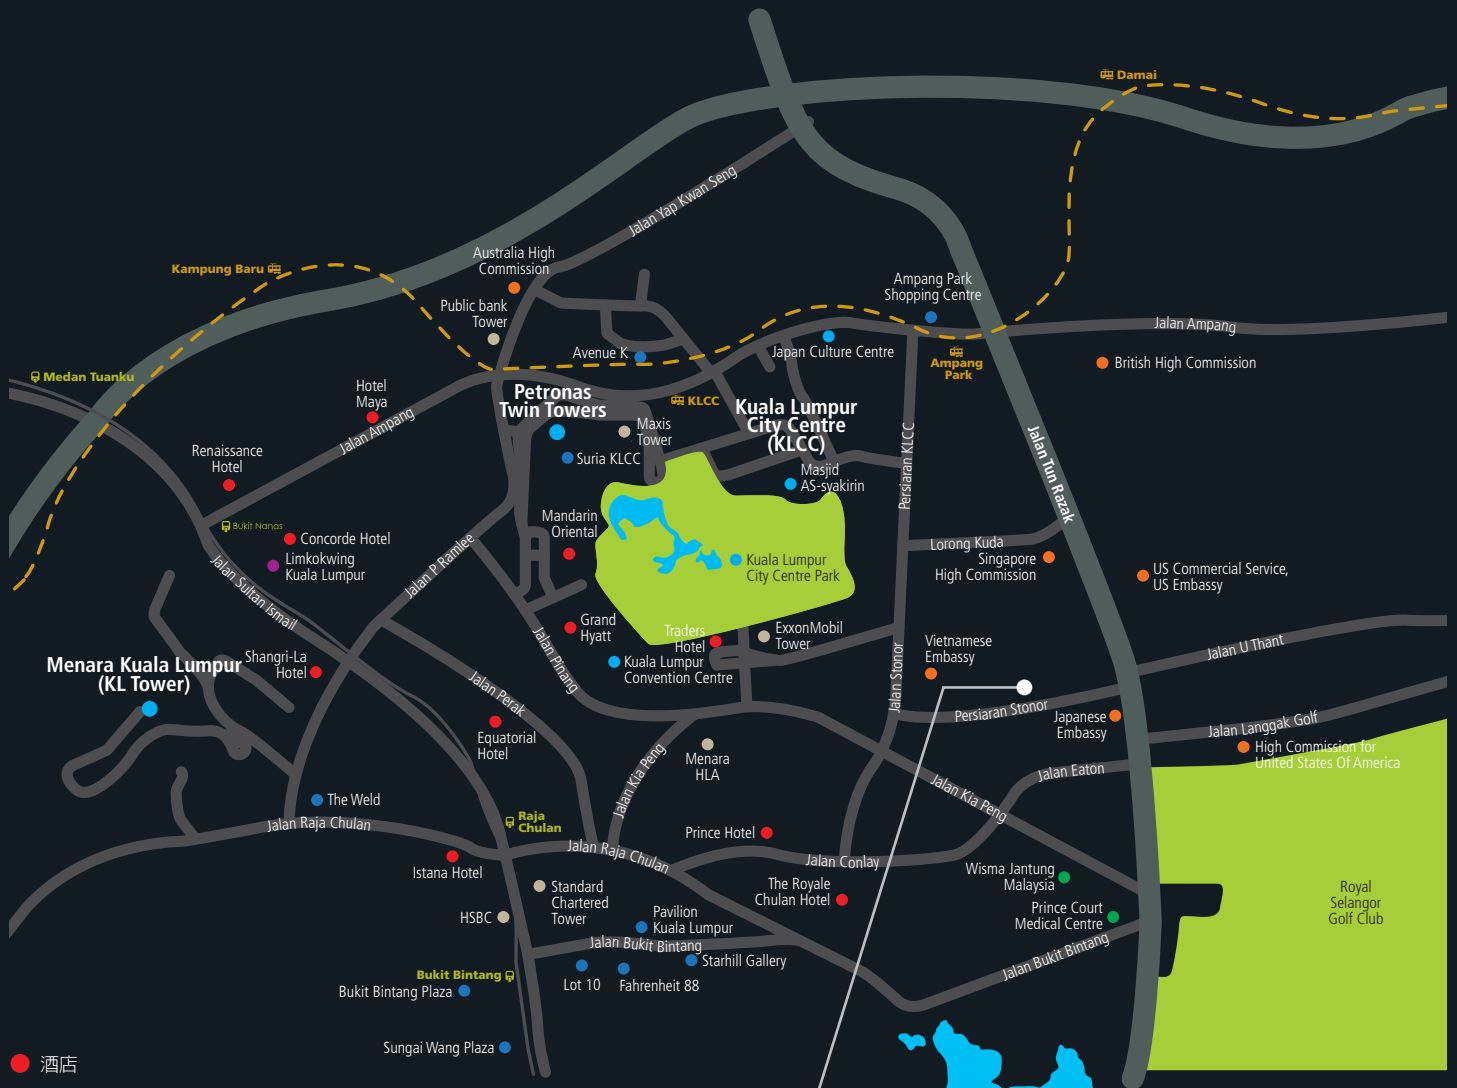 Damai
Jalan Yap Kwan Seng
Kampung Baru
Australia High
Commission
Ampang Park
Shopping Centre
Public bank
Tower
Jalan Ampang
Avenue K
Japan Culture Centre
Ampang
Park
British High Commission
Medan Tuanku
Hotel
Maya
Petronas
Twin Towers
KLCC
Kuala Lumpur
City Centre
(KLCC)
Jalan Ampang
Maxis
Tower
Renaissance
Hotel
Suria KLCC
Masjid
AS-syakirin
Persiaran KLCC
Jalan Tun Razak
Bukit Nanas
Mandarin
Oriental
Concorde Hotel
Limkokwing
Kuala Lumpur
Jalan P Ramlee
Kuala Lumpur
City Centre Park
Lorong Kuda
Singapore
High Commission
US Commercial Service,
US Embassy
Jalan Sultan Ismail
Grand
Hyatt
Traders
Hotel
ExxonMobil
Tower
Vietnamese
Embassy
Jalan U Thant
Menara Kuala Lumpur
(KL Tower)
Shangri-La
Hotel
Jalan Pinang
Kuala Lumpur
Convention Centre
Jalan Stonor
Jalan Perak
Persiaran Stonor
Japanese
Embassy
Jalan Langgak Golf
Equatorial
Hotel
Menara
HLA
High Commission for
United States Of America
Jalan Kia Peng
Jalan Eaton
Jalan Kia Peng
The Weld
Jalan Raja Chulan
Raja
Chulan
Prince Hotel
Jalan Raja Chulan
Jalan Conlay
Istana Hotel
Wisma Jantung
Malaysia
Standard
Chartered
Tower
The Royale
Chulan Hotel
Royal
Selangor
Golf Club
HSBC
Pavilion
Kuala Lumpur
Prince Court
Medical Centre
Jalan Bukit Bintang
Jalan Bukit Bintang
Starhill Gallery
Bukit Bintang
Lot 10
Fahrenheit 88
Bukit Bintang Plaza
Sungai Wang Plaza
酒店